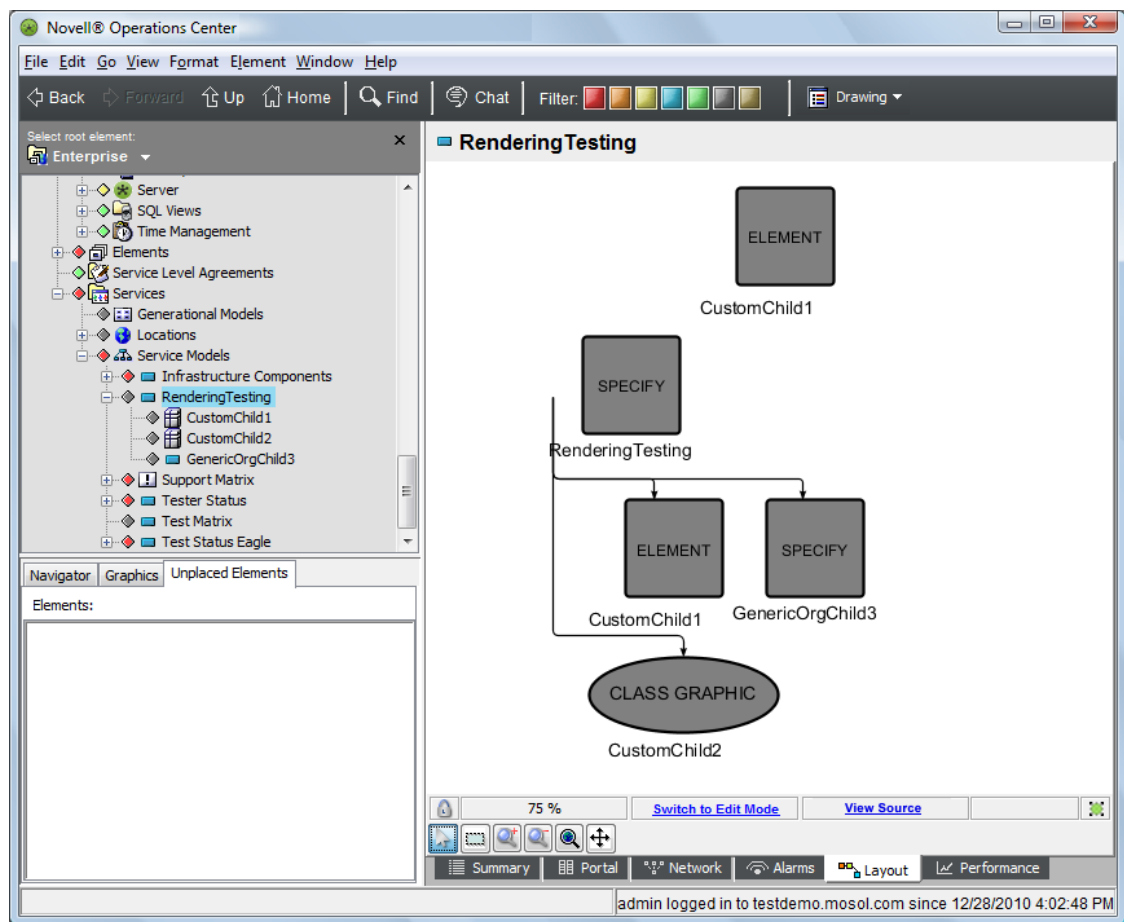 Novell® Operations Center
File Edit Go View Format Element Window Help
Back Forward Up Home Find Chat Filter: Drawing
Select root element:
Enterprise
Server
SQL Views
Time Management
Elements
Service Level Agreements
Services
Generational Models
Locations
Service Models
Infrastructure Components
RenderingTesting
CustomChild1
CustomChild2
GenericOrgChild3
Support Matrix
Tester Status
Test Matrix
Test Status Eagle
Navigator Graphics Unplaced Elements
Elements:
RenderingTesting
ELEMENT
CustomChild1
SPECIFY
RenderingTesting
ELEMENT SPECIFY
CustomChild1 GenericOrgChild3
CLASS GRAPHIC
CustomChild2
75 % Switch to Edit Mode View Source
Summary Portal Network Alarms Layout Performance
admin logged in to testdemo.mosol.com since 12/28/2010 4:02:48 PM